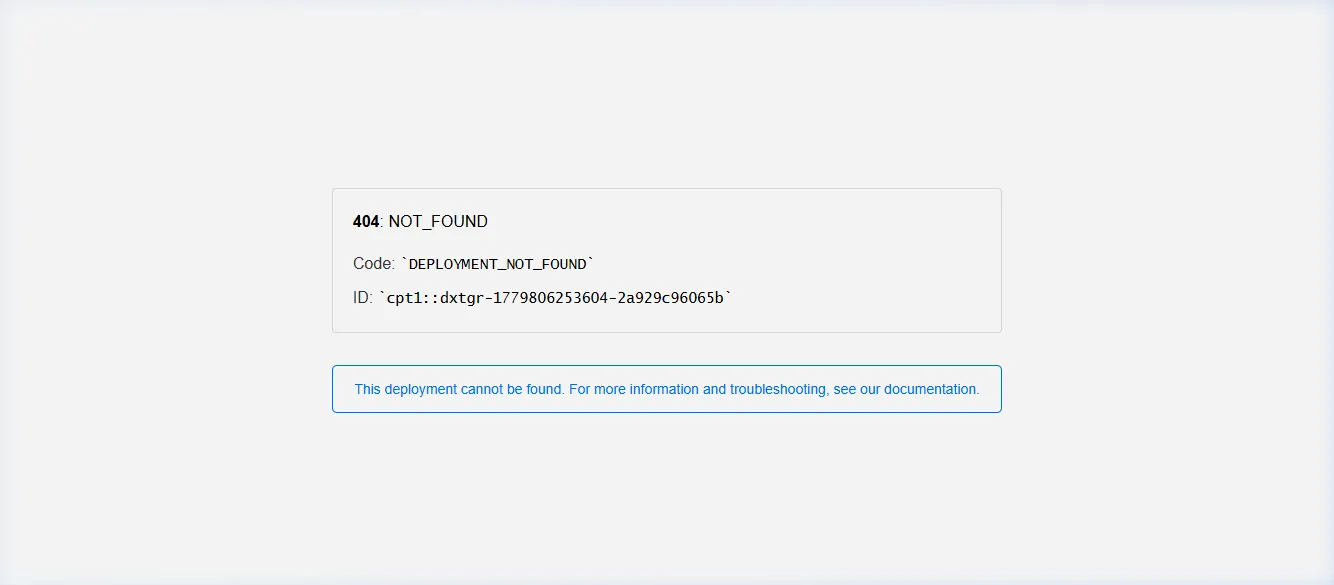 404: NOT_FOUND
Code: `DEPLOYMENT_NOT_FOUND`
ID: `cpt1::dxtgr-1779806253604-2a929c96065b`
This deployment cannot be found. For more information and troubleshooting, see our documentation.